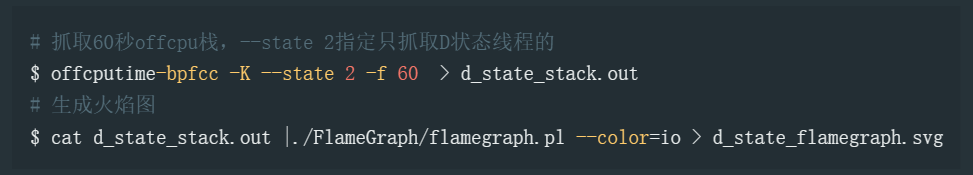 # 抓取60秒offcpu栈，--state 2指定只抓取D状态线程的
$ offcputime-bpfcc -K --state 2 -f 60  > d_state_stack.out
# 生成火焰图
$ cat d_state_stack.out |./FlameGraph/flamegraph.pl --color=io > d_state_flamegraph.svg